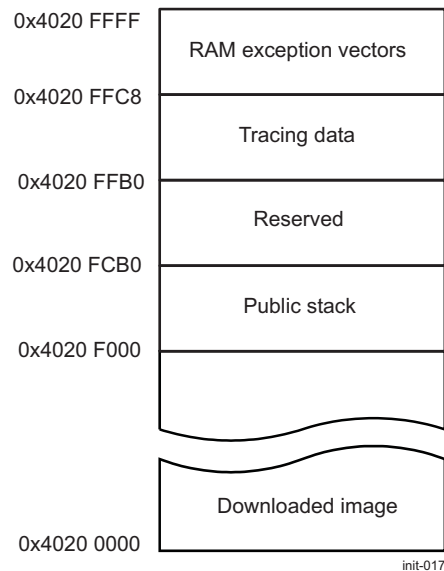 0x4020 FFFF
RAM exception vectors
0x4020 FFC8
Tracing data
0x4020 FFB0
Reserved
0x4020 FCB0
Public stack
0x4020 F000
Downloaded image
0x4020 0000
init-017